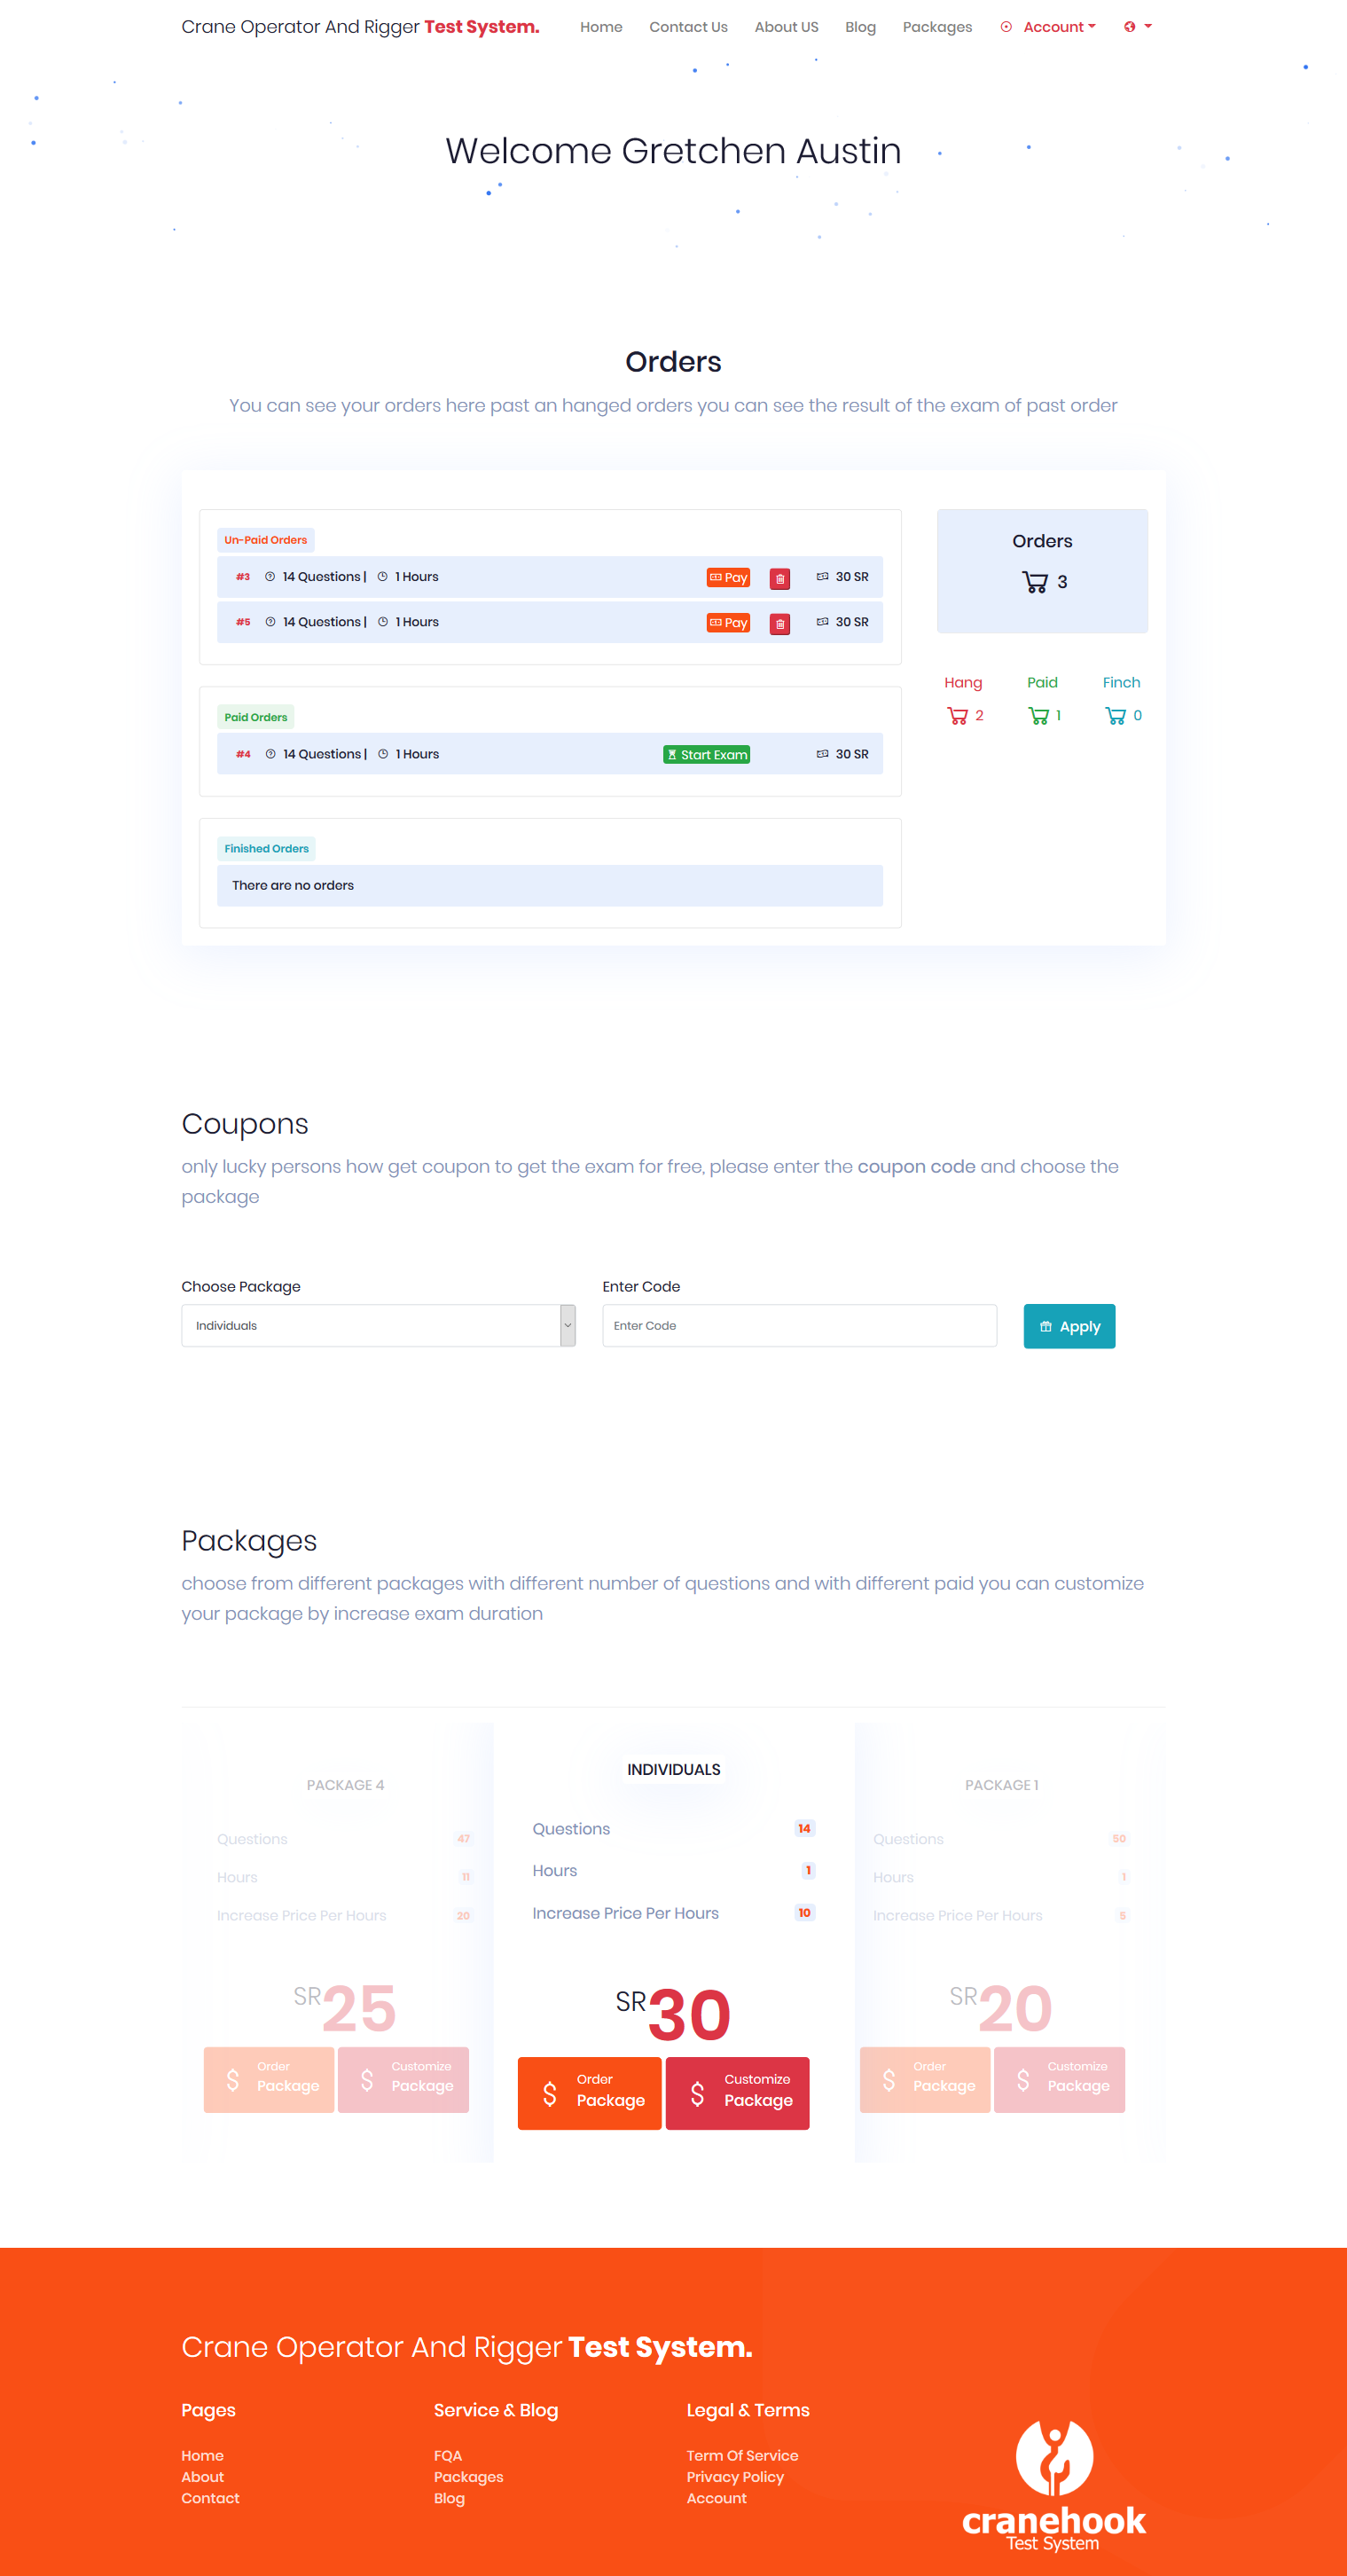 Crane Operator And Rigger Test System.
Home Contact Us About US Blog Packages Account
Welcome Gretchen Austin
Orders
You can see your orders here past an hanged orders you can see the result of the exam of past order
Un-Paid Orders
#3 14 Questions | 1 Hours Pay 30 SR
#5 14 Questions | 1 Hours Pay 30 SR
Paid Orders
#4 14 Questions | 1 Hours Start Exam 30 SR
Finished Orders
There are no orders
Orders
3
Hang Paid Finch
2 1 0
Coupons
only lucky persons how get coupon to get the exam for free, please enter the coupon code and choose the
package
Choose Package
Individuals
Enter Code
Enter Code
Apply
Packages
choose from different packages with different number of questions and with different paid you can customize
your package by increase exam duration
PACKAGE 4
Questions 47
Hours 11
Increase Price Per Hours 20
SR25
Order
Package
Customize
Package
INDIVIDUALS
Questions 14
Hours 1
Increase Price Per Hours 10
SR30
Order
Package
Customize
Package
PACKAGE 1
Questions 50
Hours 1
Increase Price Per Hours 5
SR20
Order
Package
Customize
Package
Crane Operator And Rigger Test System.
Pages
Home
About
Contact
Service & Blog
FQA
Packages
Blog
Legal & Terms
Term Of Service
Privacy Policy
Account
cranehook
Test System